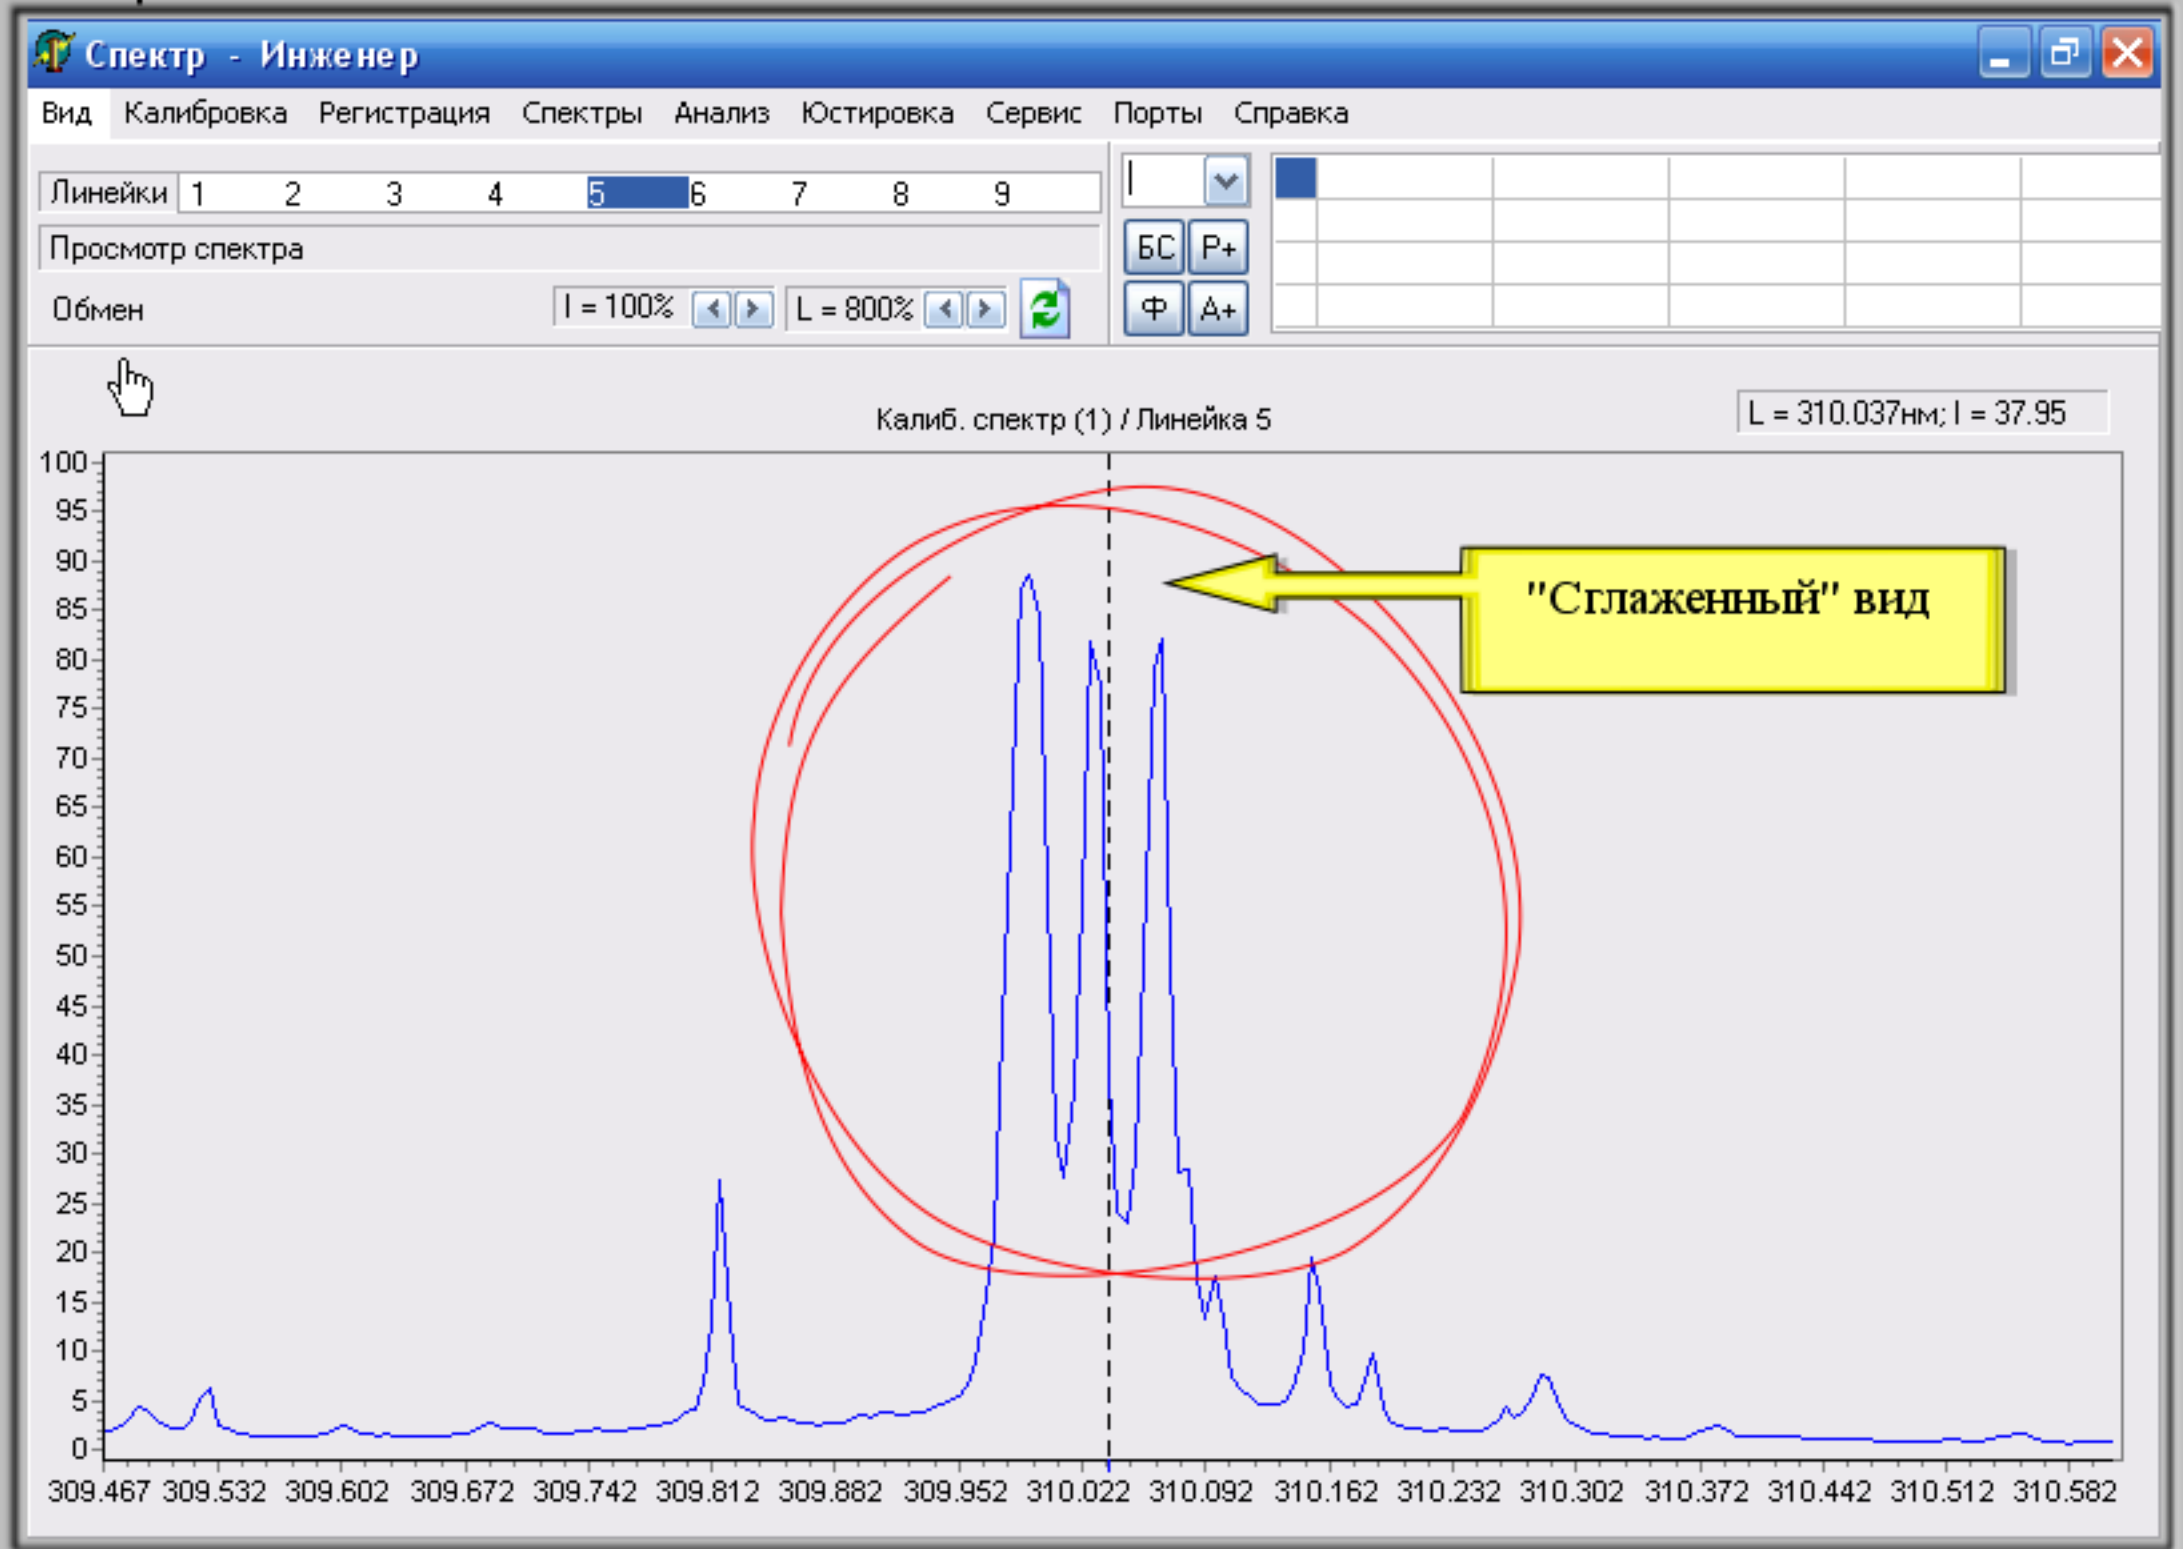 Спектр - Инженер
Вид Калибровка Регистрация Спектры Анализ Юстировка Сервис Порты Справка
Линейки 1 2 3 4 5 6 7 8 9
Просмотр спектра
БС Р+
Обмен I = 100% L = 800% Ф А+
Калиб. спектр (1) / Линейка 5
L = 310.037нм; I = 37.95
"Сглаженный" вид
100
95
90
85
80
75
70
65
60
55
50
45
40
35
30
25
20
15
10
5
0
309.467 309.532 309.602 309.672 309.742 309.812 309.882 309.952 310.022 310.092 310.162 310.232 310.302 310.372 310.442 310.512 310.582